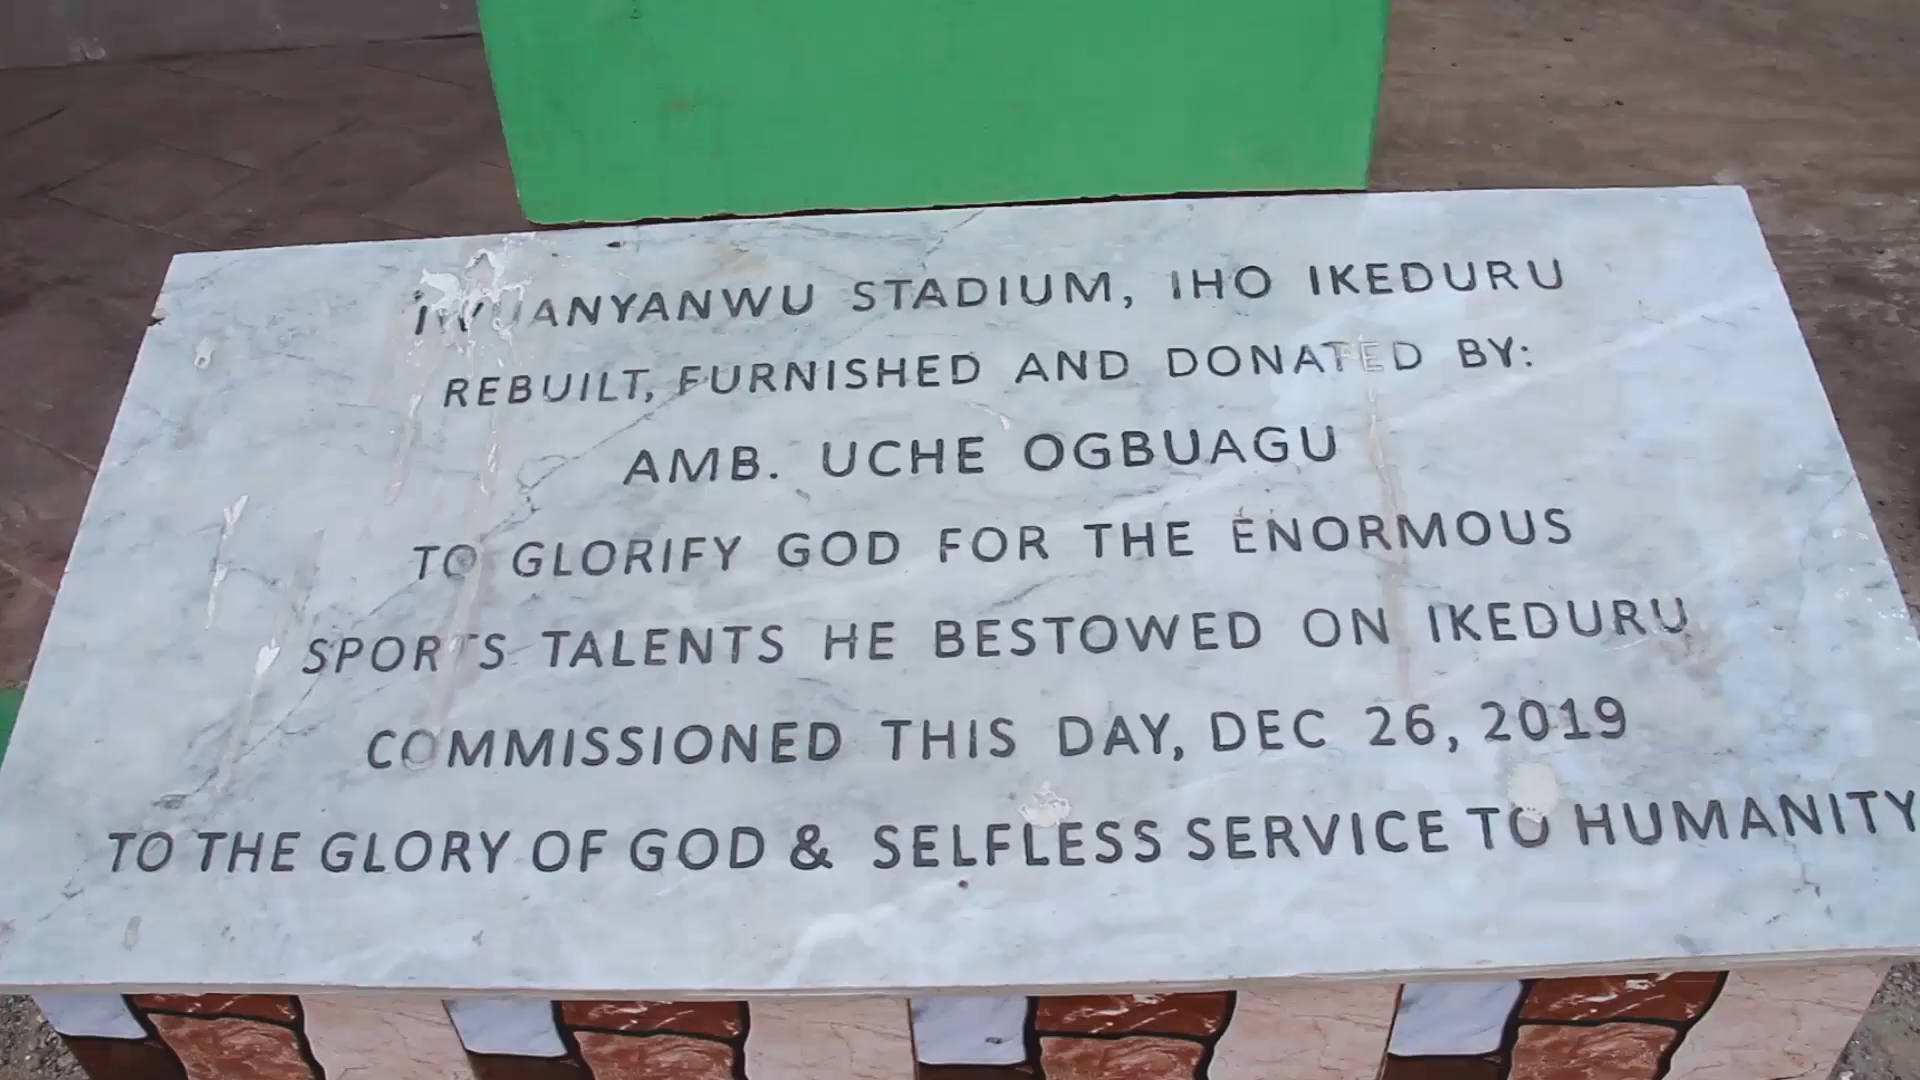 IWUANYANWU STADIUM, IHO IKEDURU
REBUILT, FURNISHED AND DONATED BY:
AMB. UCHE OGBUAGU
TO GLORIFY GOD FOR THE ENORMOUS
SPORTS TALENTS HE BESTOWED ON IKEDURU
COMMISSIONED THIS DAY, DEC 26, 2019
TO THE GLORY OF GOD & SELFLESS SERVICE TO HUMANITY